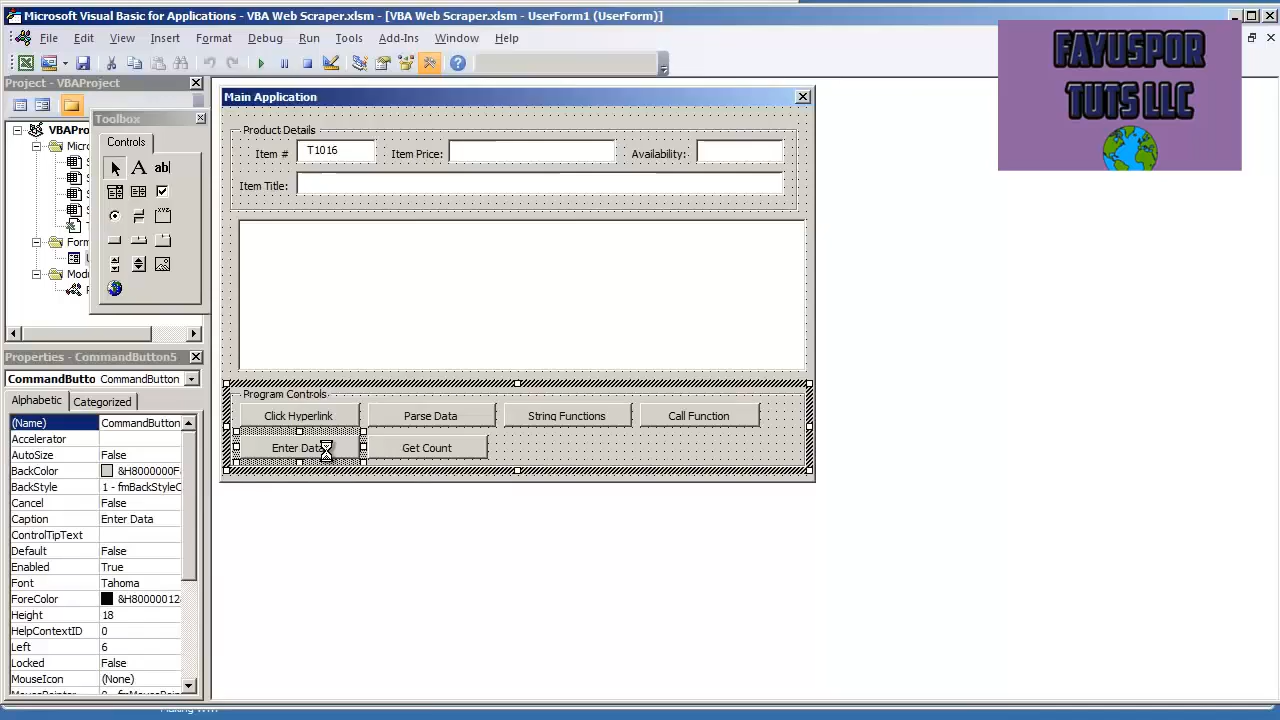 Microsoft Visual Basic for Applications - VBA Web Scraper.xlsm - [VBA Web Scraper.xlsm - UserForm1 (UserForm)]
File Edit View Insert Format Debug Run Tools Add-Ins Window Help
FAYUSPOR
TUTS LLC
Project - VBAProject
Toolbox
Controls
A ab|
VBAPro
Micro
Form
Modu
Main Application
Product Details
Item # T1016 Item Price: Availability:
Item Title:
Program Controls
Click Hyperlink Parse Data String Functions Call Function
Enter Data Get Count
Properties - CommandButton5
CommandButto CommandButton
Alphabetic Categorized
(Name) CommandButton
Accelerator
AutoSize False
BackColor &H8000000F
BackStyle 1 - fmBackStyleO
Cancel False
Caption Enter Data
ControlTipText
Default False
Enabled True
Font Tahoma
ForeColor &H80000012
Height 18
HelpContextID 0
Left 6
Locked False
MouseIcon (None)
MousePointer 0 - fmMousePoin